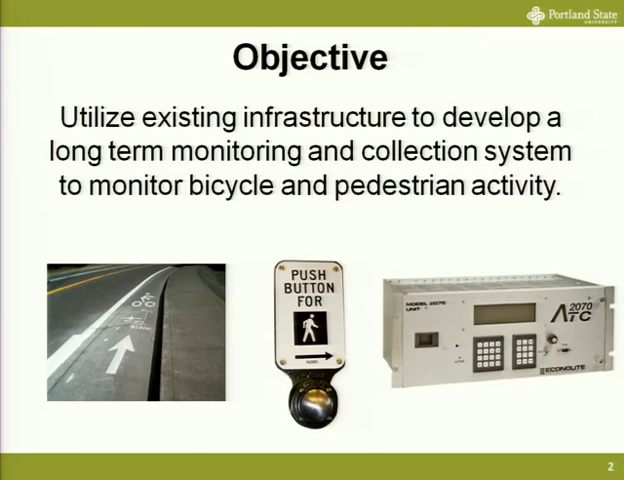 Portland State
UNIVERSITY
Objective
Utilize existing infrastructure to develop a
long term monitoring and collection system
to monitor bicycle and pedestrian activity.
PUSH
BUTTON
FOR
MODEL 2070
UNIT
2070
ATC
ECONOLITE
2